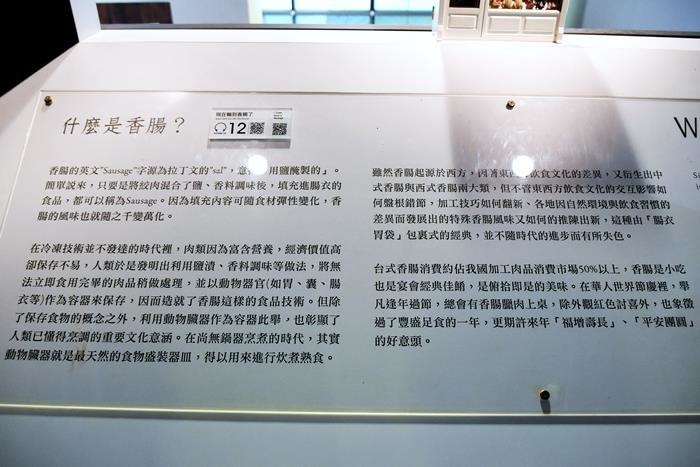 什麼是香腸？
現在輪到香腸了
12
香腸的英文"Sausage"字源為拉丁文的"sal"，意 用鹽醃製的」。
簡單說來，只要是將絞肉混合了鹽、香料調味後，填充進腸衣的
食品，都可以稱為Sausage。因為填充內容可隨食材彈性變化，香
腸的風味也就隨之千變萬化。
在冷凍技術並不發達的時代裡，肉類因為富含營養，經濟價值高
卻保存不易，人類於是發明出利用鹽漬、香料調味等做法，將無
法立即食用完畢的肉品稍做處理，並以動物器官(如胃、囊、腸
衣等)作為容器來保存，因而造就了香腸這樣的食品技術。但除
了保存食物的概念之外，利用動物臟器作為容器此舉，也彰顯了
人類已懂得烹調的重要文化意涵。在尚無鍋器烹煮的時代，其實
動物臟器就是最天然的食物盛裝器皿，得以用來進行炊煮熟食。
雖然香腸起源於西方，因著東西 飲食文化的差異，又衍生出中
式香腸與西式香腸兩大類，但不管東西方飲食文化的交互影響如
何盤根錯節，加工技巧如何翻新、各地因自然環境與飲食習慣的
差異而發展出的特殊香腸風味又如何的推陳出新，這種由「腸衣
胃袋」包裹式的經典，並不隨時代的進步而有所失色。
台式香腸消費約佔我國加工肉品消費市場50%以上，香腸是小吃
也是宴會經典佳餚，是俯拾即是的美味。在華人世界節慶裡，舉
凡逢年過節，總會有香腸臘肉上桌，除外觀紅色討喜外，也象徵
過了豐盛足食的一年，更期許來年「福增壽長」、「平安團圓」
的好意頭。
W